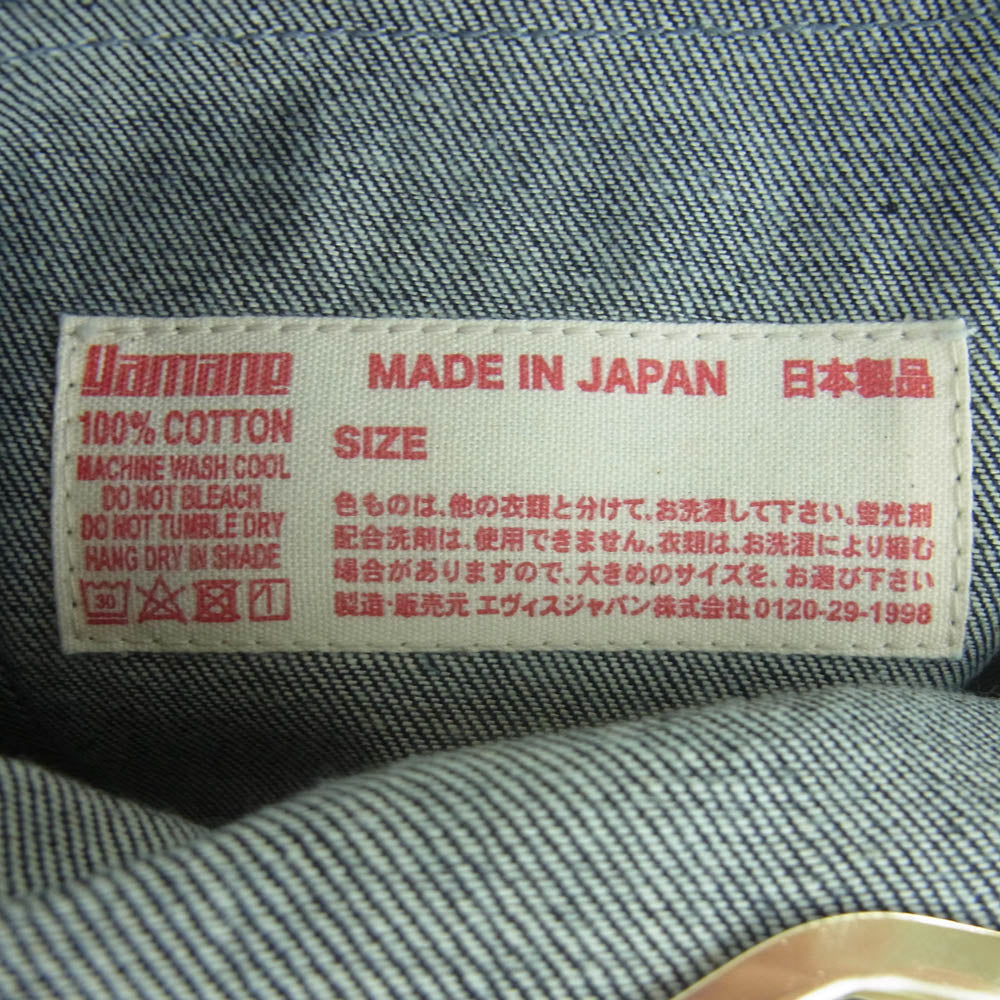 Yamane
100% COTTON
MACHINE WASH COOL
DO NOT BLEACH
DO NOT TUMBLE DRY
HANG DRY IN SHADE
30
MADE IN JAPAN 日本製品
SIZE
色ものは、他の衣類と分けて、お洗濯して下さい。蛍光剤
配合洗剤は、使用できません。衣類は、お洗濯により縮む
場合がありますので、大きめのサイズを、お選び下さい
製造・販売元 エヴィスジャパン株式会社 0120-29-1998